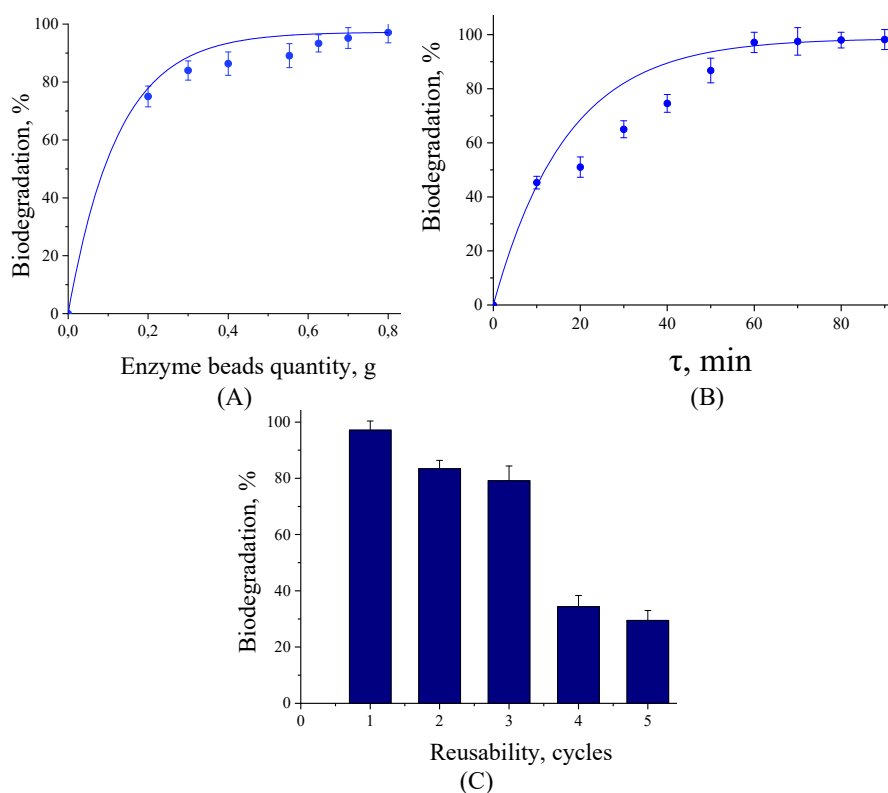 Biodegradation, %
100
80
60
40
20
0
0,0 0,2 0,4 0,6 0,8
Enzyme beads quantity, g
(A)
Biodegradation, %
100
80
60
40
20
0
0 20 40 60 80
τ, min
(B)
Biodegradation, %
100
80
60
40
20
0
0 1 2 3 4 5
Reusability, cycles
(C)